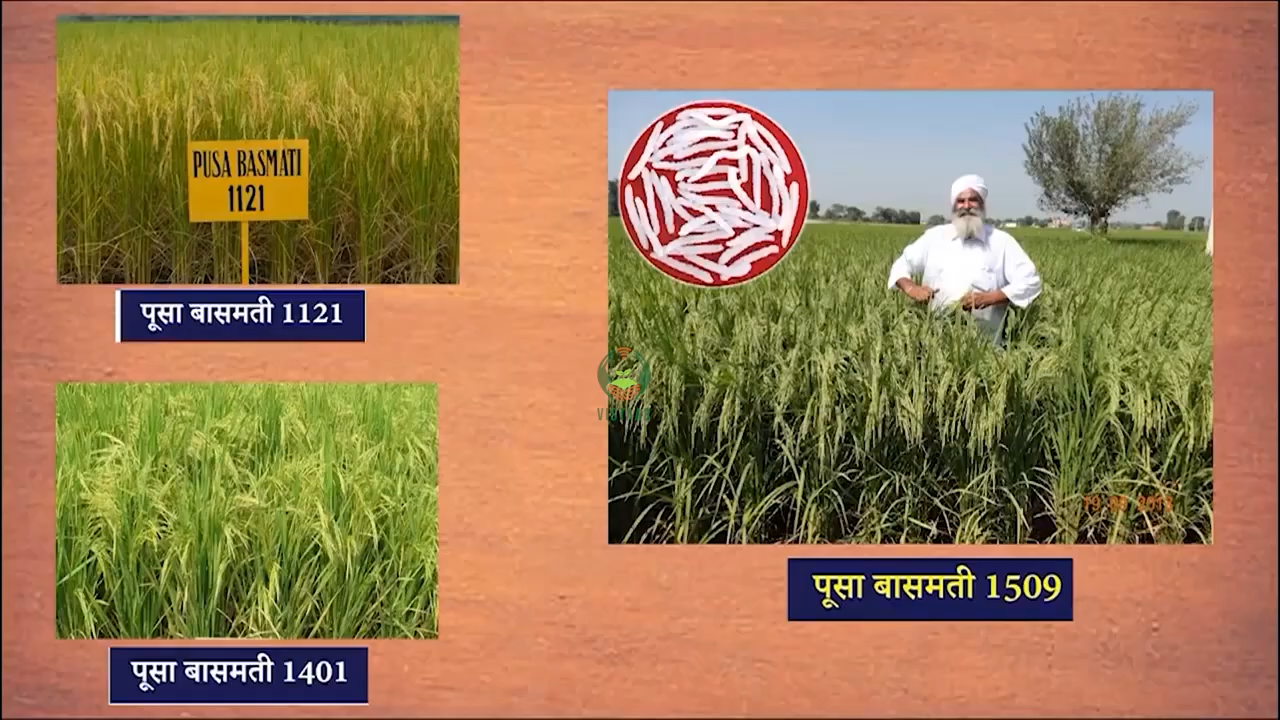 PUSA BASMATI
1121
पूसा बासमती 1121
पूसा बासमती 1401
पूसा बासमती 1509